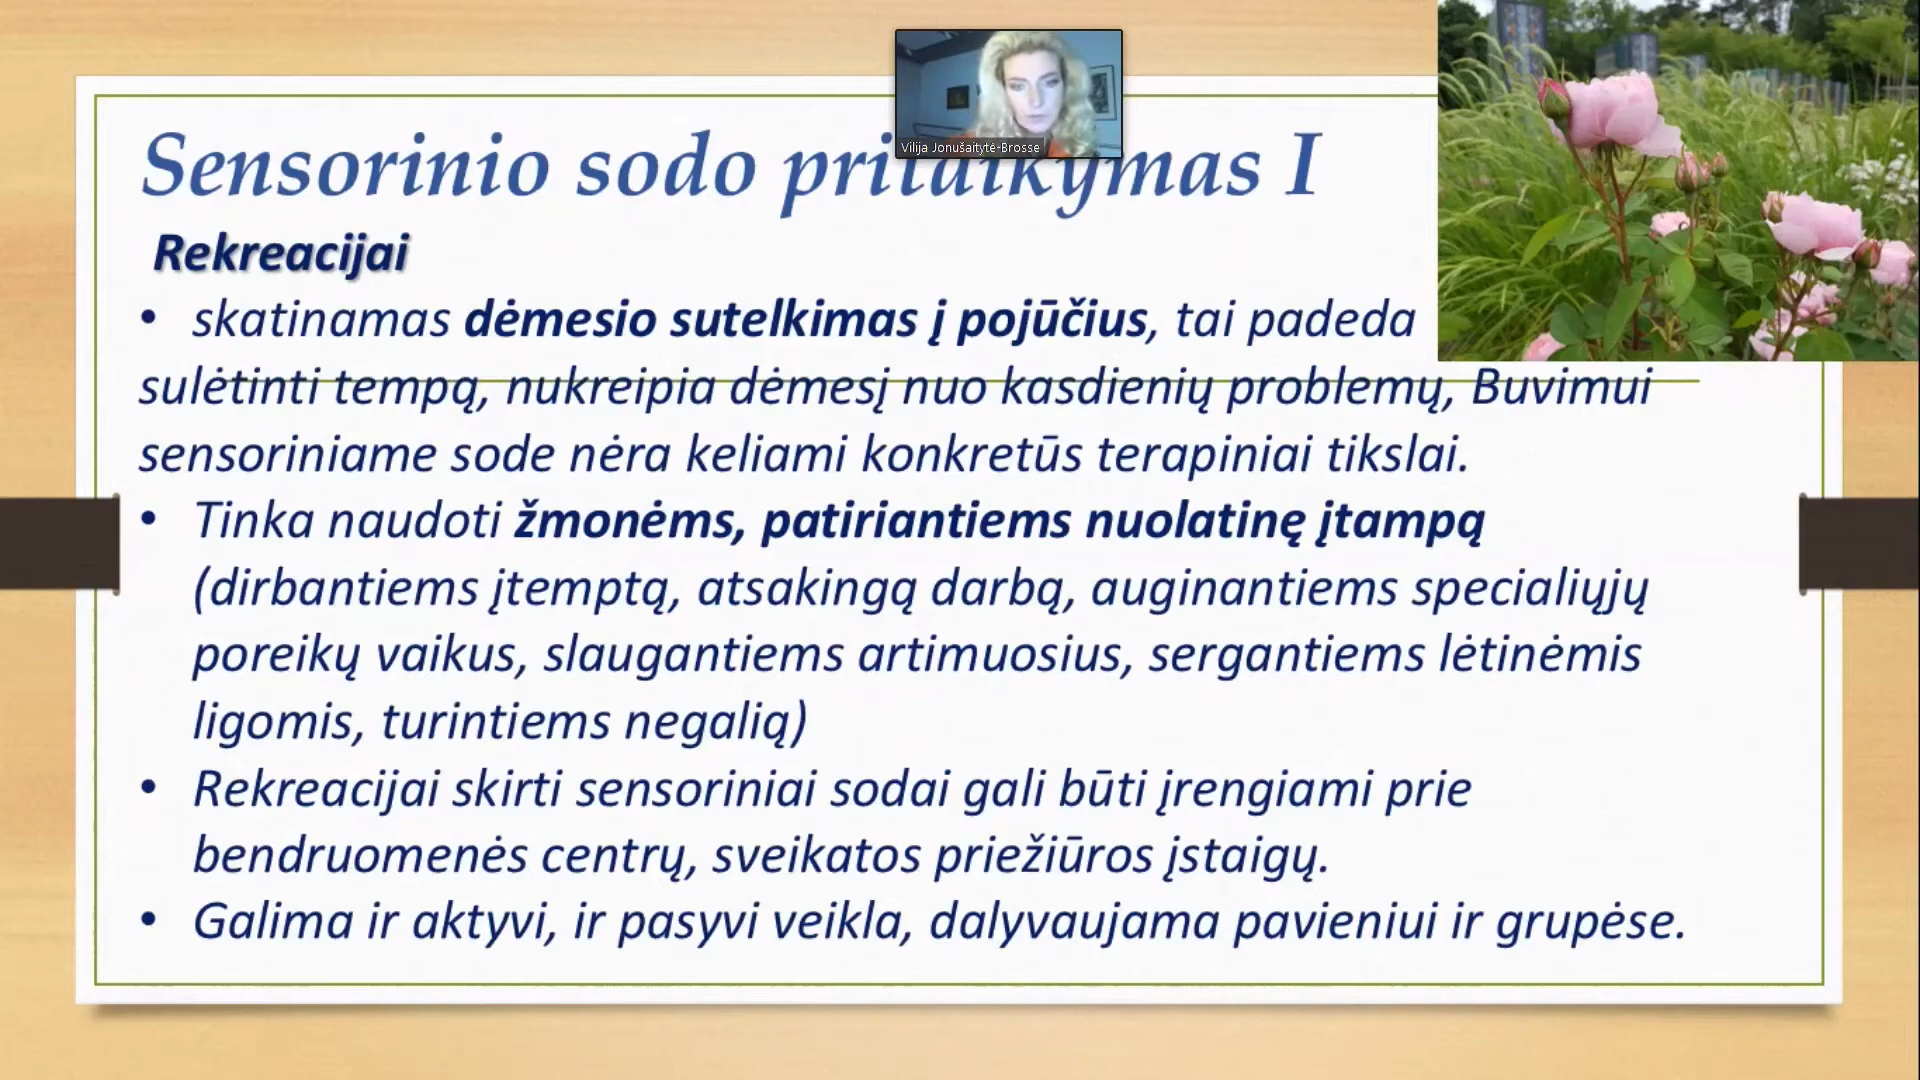 Vilija Jonušaitytė-Brosse
Sensorinio sodo pritaikymas I
Rekreacijai
• skatinamas dėmesio sutelkimas į pojūčius, tai padeda
sulėtinti tempą, nukreipia dėmesį nuo kasdienių problemų, Buvimui
sensoriniame sode nėra keliami konkretūs terapiniai tikslai.
• Tinka naudoti žmonėms, patiriantiems nuolatinę įtampą
(dirbantiems įtemptą, atsakingą darbą, auginantiems specialiųjų
poreikų vaikus, slaugantiems artimuosius, sergantiems lėtinėmis
ligomis, turintiems negalią)
• Rekreacijai skirti sensoriniai sodai gali būti įrengiami prie
bendruomenės centrų, sveikatos priežiūros įstaigų.
• Galima ir aktyvi, ir pasyvi veikla, dalyvaujama pavieniui ir grupėse.